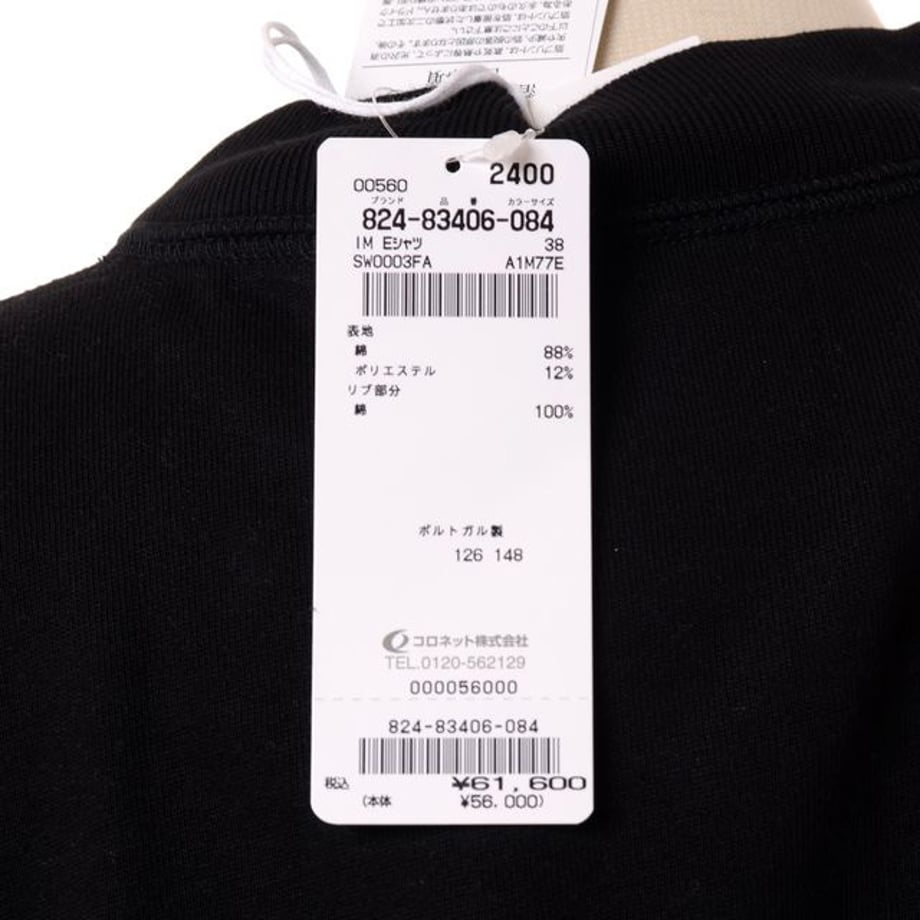 2400
00560
ブランド 品 番 カラーサイズ
824-83406-084
IM Eシャツ 38
SW0003FA A1M77E
表地
綿 88%
ポリエステル 12%
リブ部分
綿 100%
ポルトガル製
126 148
コロネット株式会社
TEL.0120-562129
000056000
824-83406-084
税込 ¥61,600
(本体 ¥56.000)